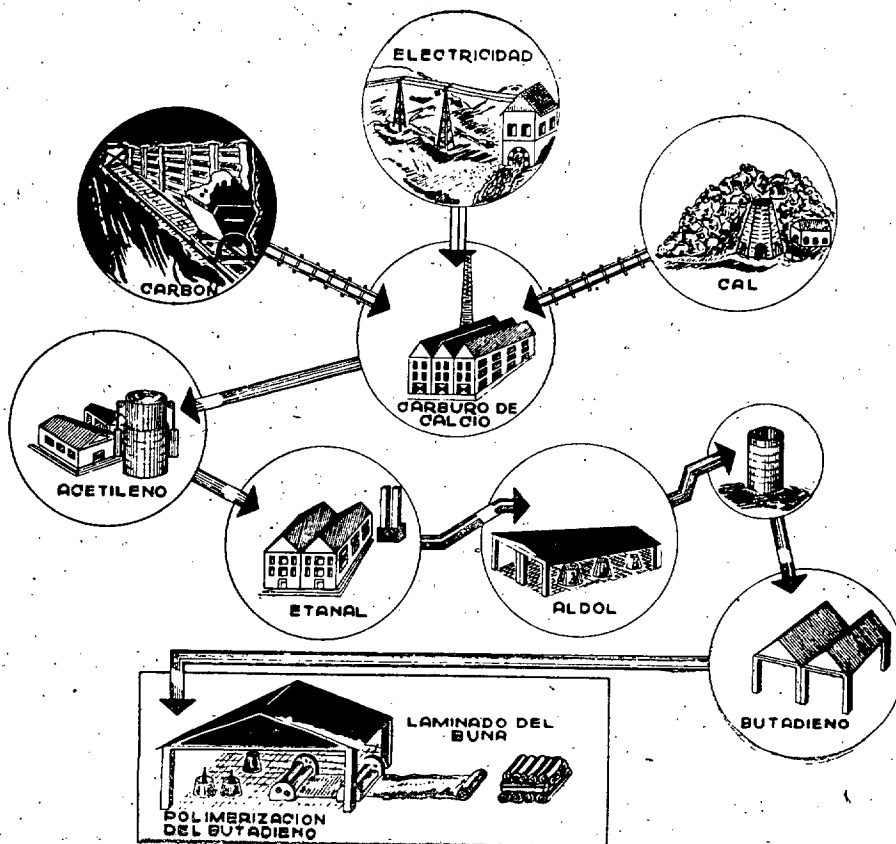 ELECTRICIDAD
CARBON
CAL
CARBURO DE
CALCIO
ACETILENO
ETANAL
ALDOL
BUTADIENO
LAMINADO DEL
BUNA
POLIMERIZACION
DEL BUTADIENO